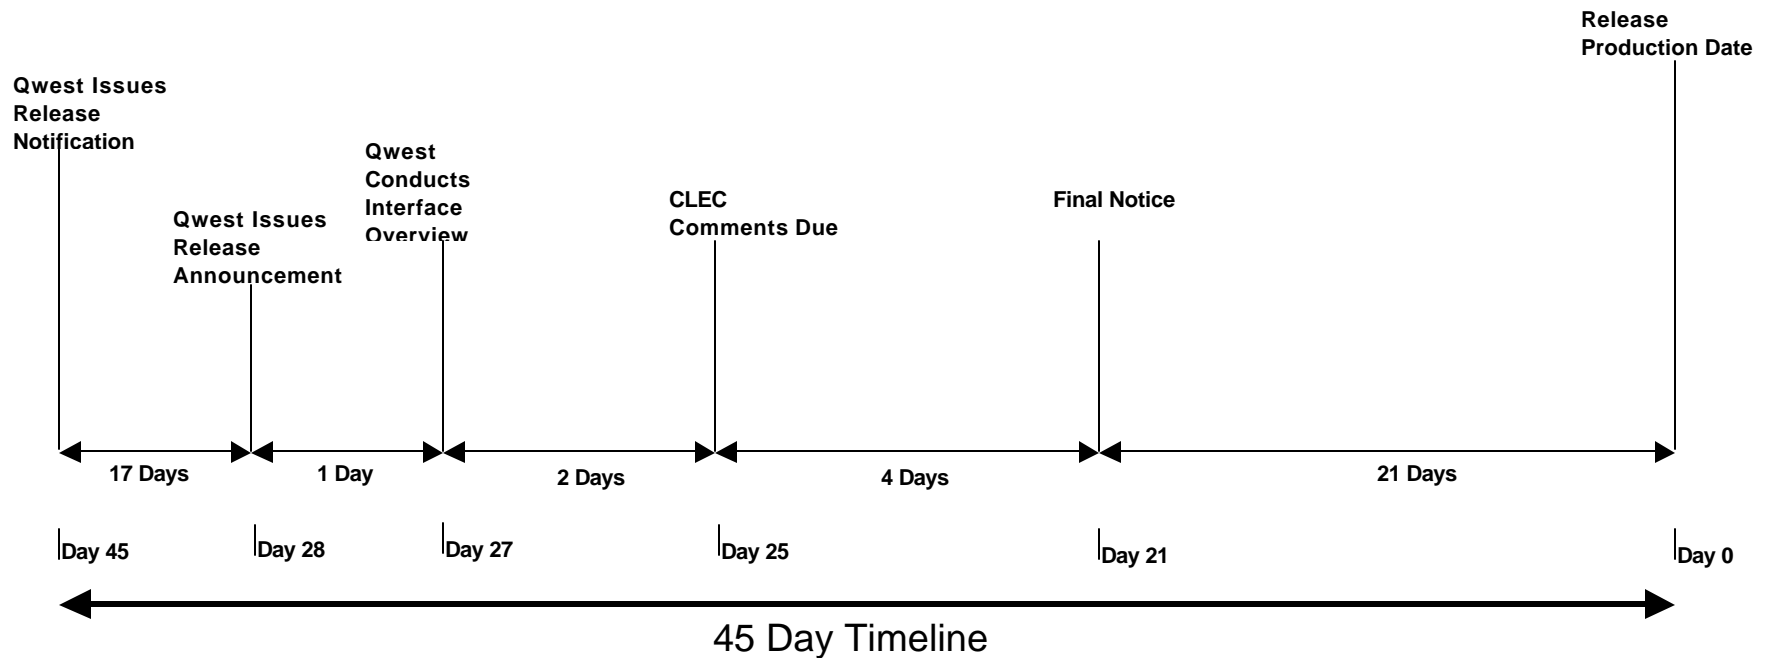 Release
Production Date
Qwest Issues
Release
Notification
Qwest
Conducts
Interface
Overview
Qwest Issues
Release
Announcement
CLEC
Comments Due
Final Notice
17 Days
1 Day
2 Days
4 Days
21 Days
Day 45
Day 28
Day 27
Day 25
Day 21
Day 0
45 Day Timeline